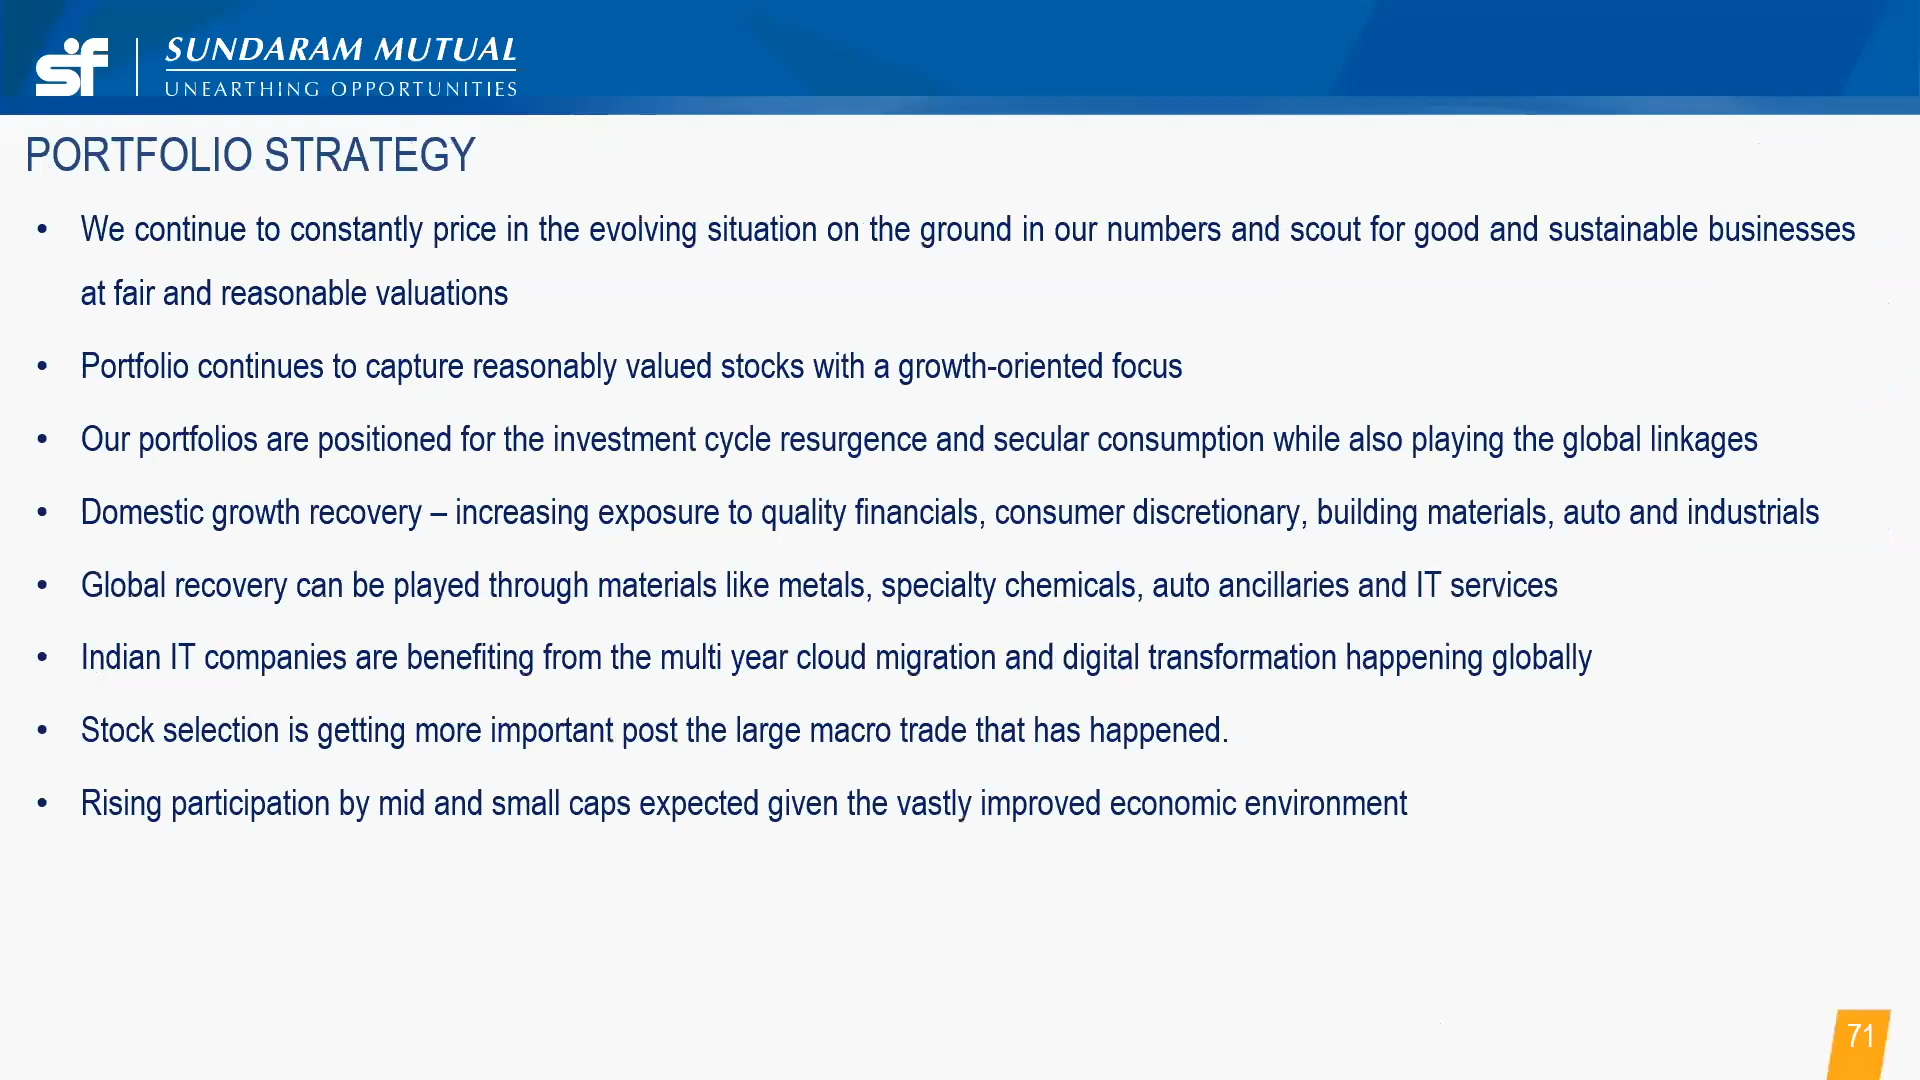 sf
SUNDARAM MUTUAL
UNEARTHING OPPORTUNITIES
PORTFOLIO STRATEGY
• We continue to constantly price in the evolving situation on the ground in our numbers and scout for good and sustainable businesses
at fair and reasonable valuations
• Portfolio continues to capture reasonably valued stocks with a growth-oriented focus
• Our portfolios are positioned for the investment cycle resurgence and secular consumption while also playing the global linkages
• Domestic growth recovery – increasing exposure to quality financials, consumer discretionary, building materials, auto and industrials
• Global recovery can be played through materials like metals, specialty chemicals, auto ancillaries and IT services
• Indian IT companies are benefiting from the multi year cloud migration and digital transformation happening globally
• Stock selection is getting more important post the large macro trade that has happened.
• Rising participation by mid and small caps expected given the vastly improved economic environment
71